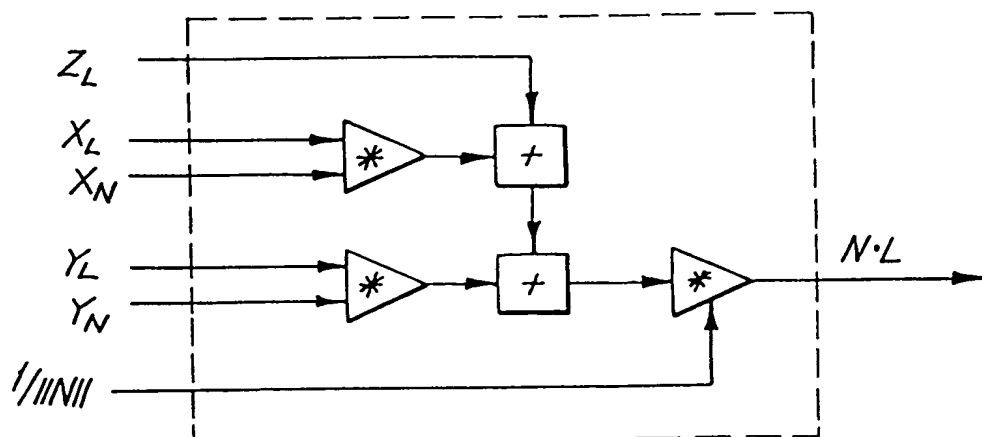 Z_L
X_L
*
+
X_N
Y_L
*
+
*
N·L
Y_N
1/||N||